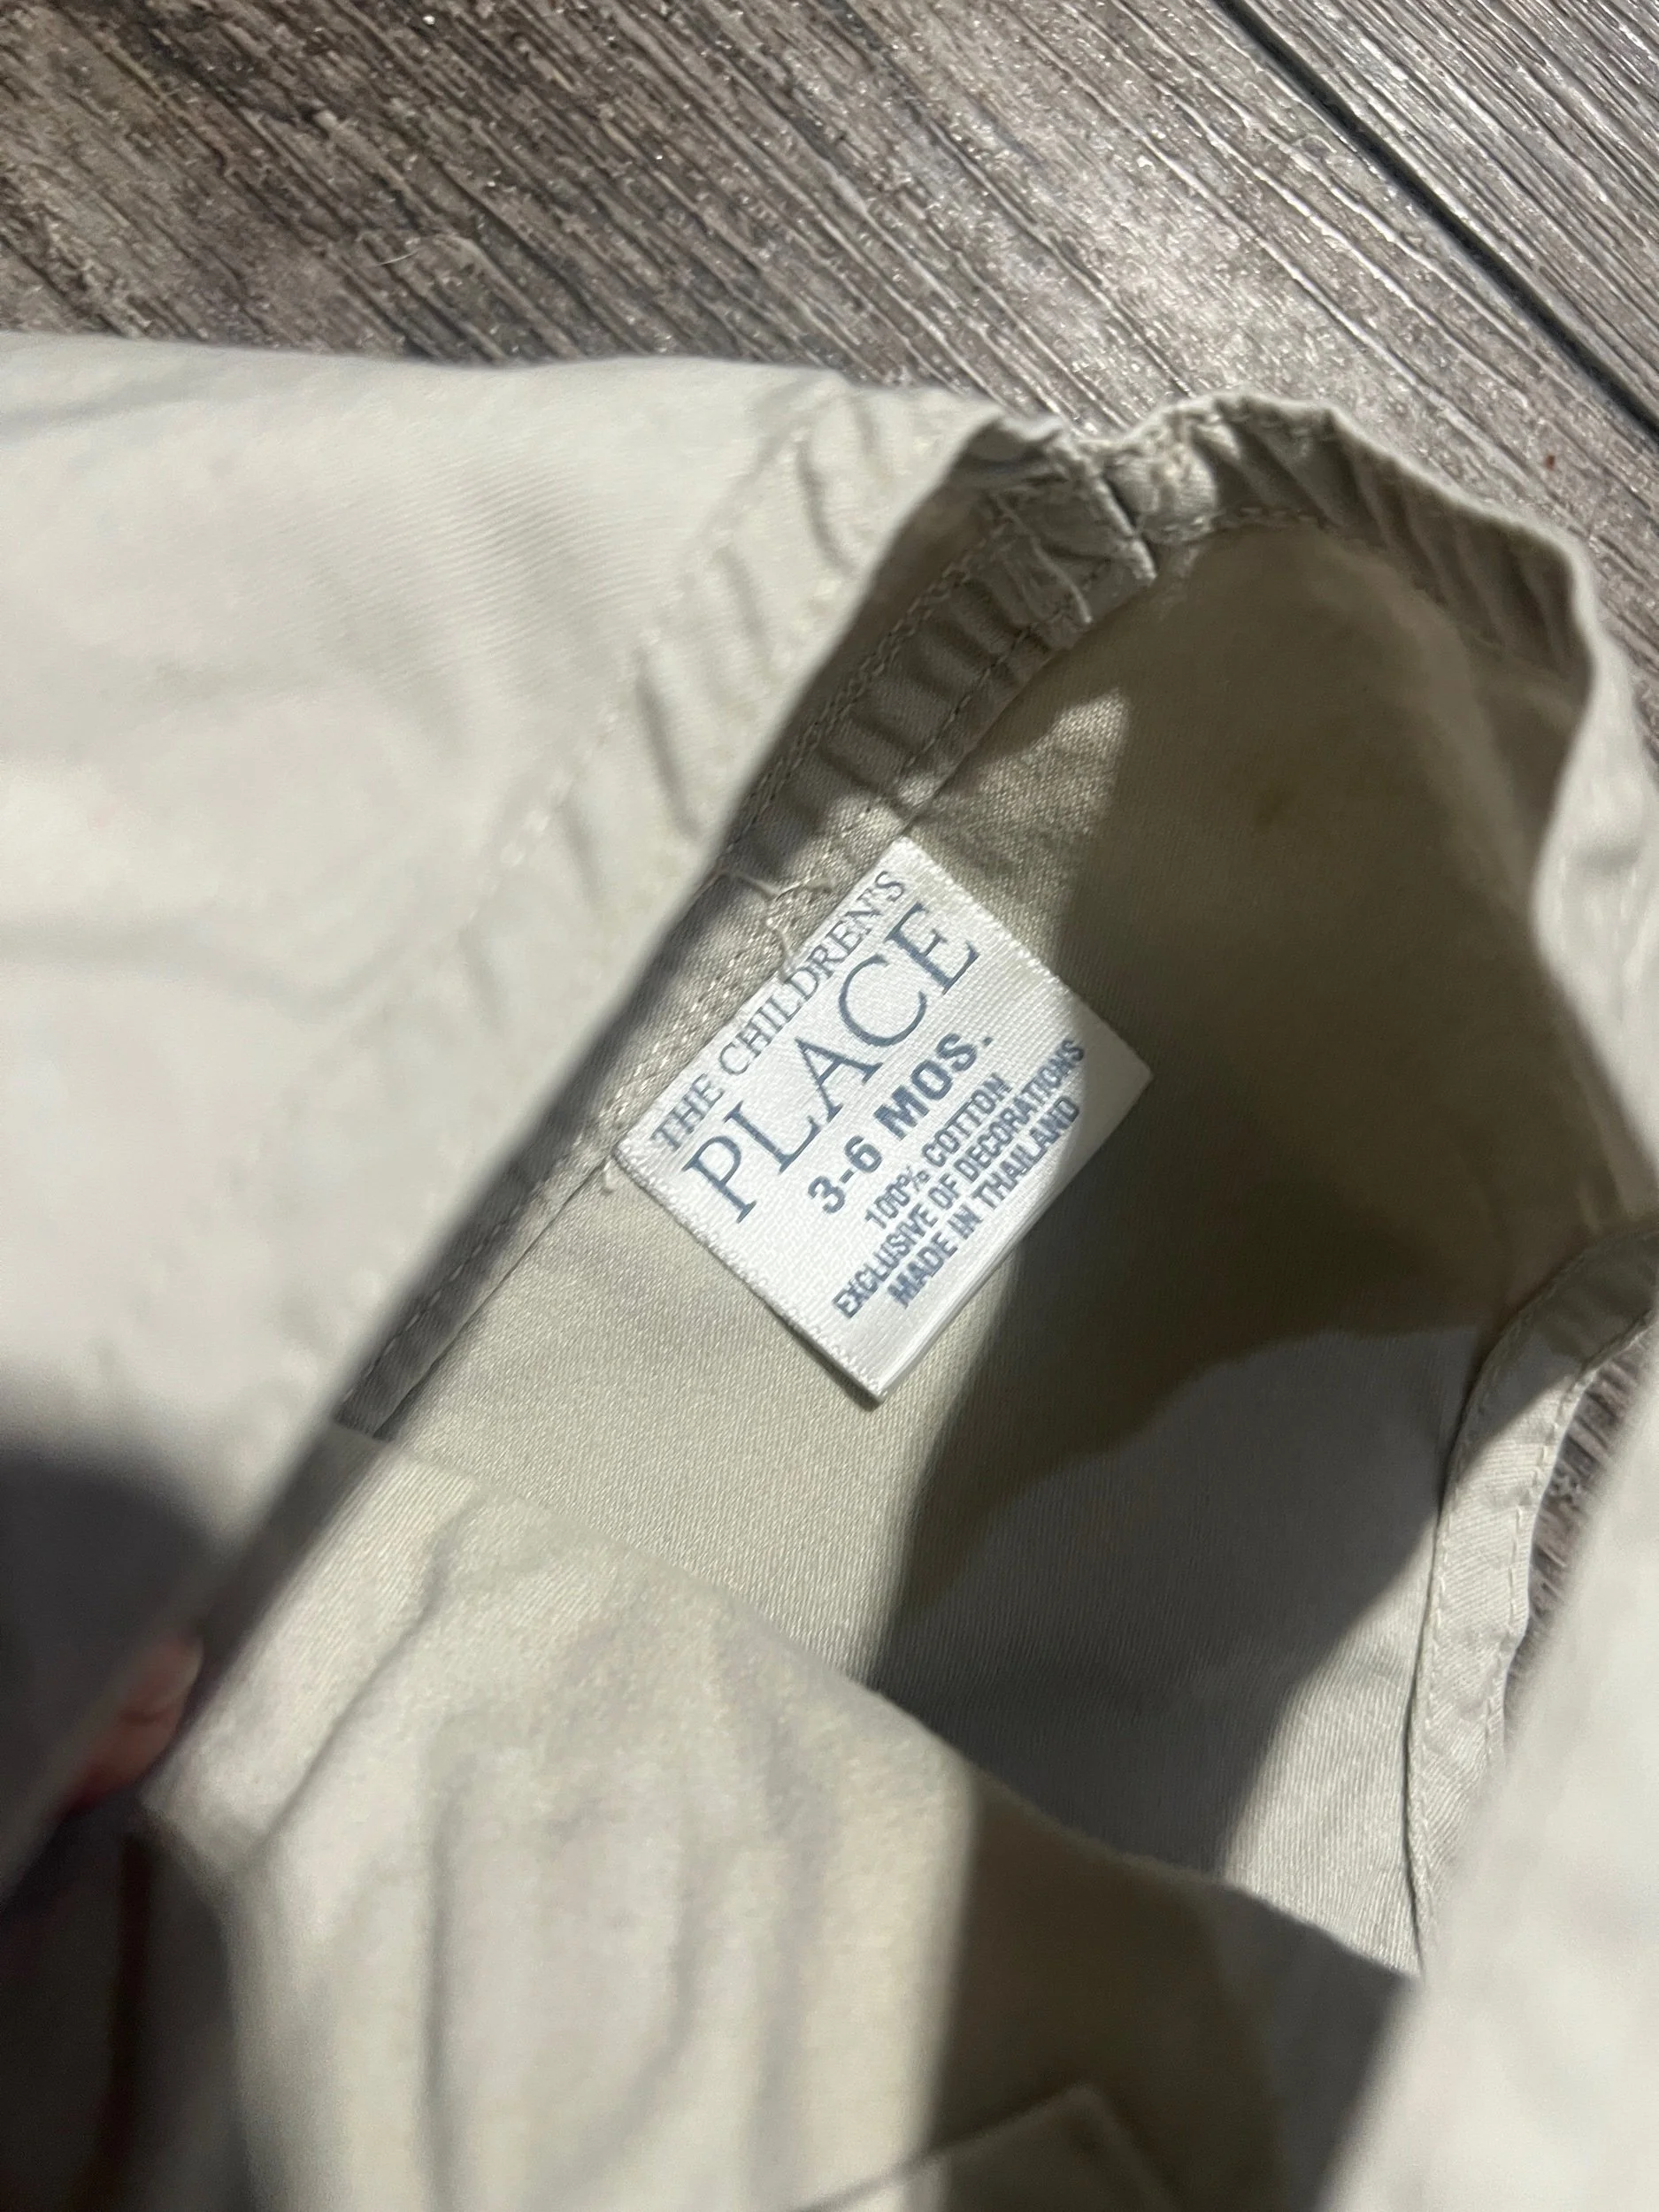 THE CHILDREN'S
PLACE
3-6 MOS.
100% COTTON
EXCLUSIVE OF DECORATIONS
MADE IN THAILAND